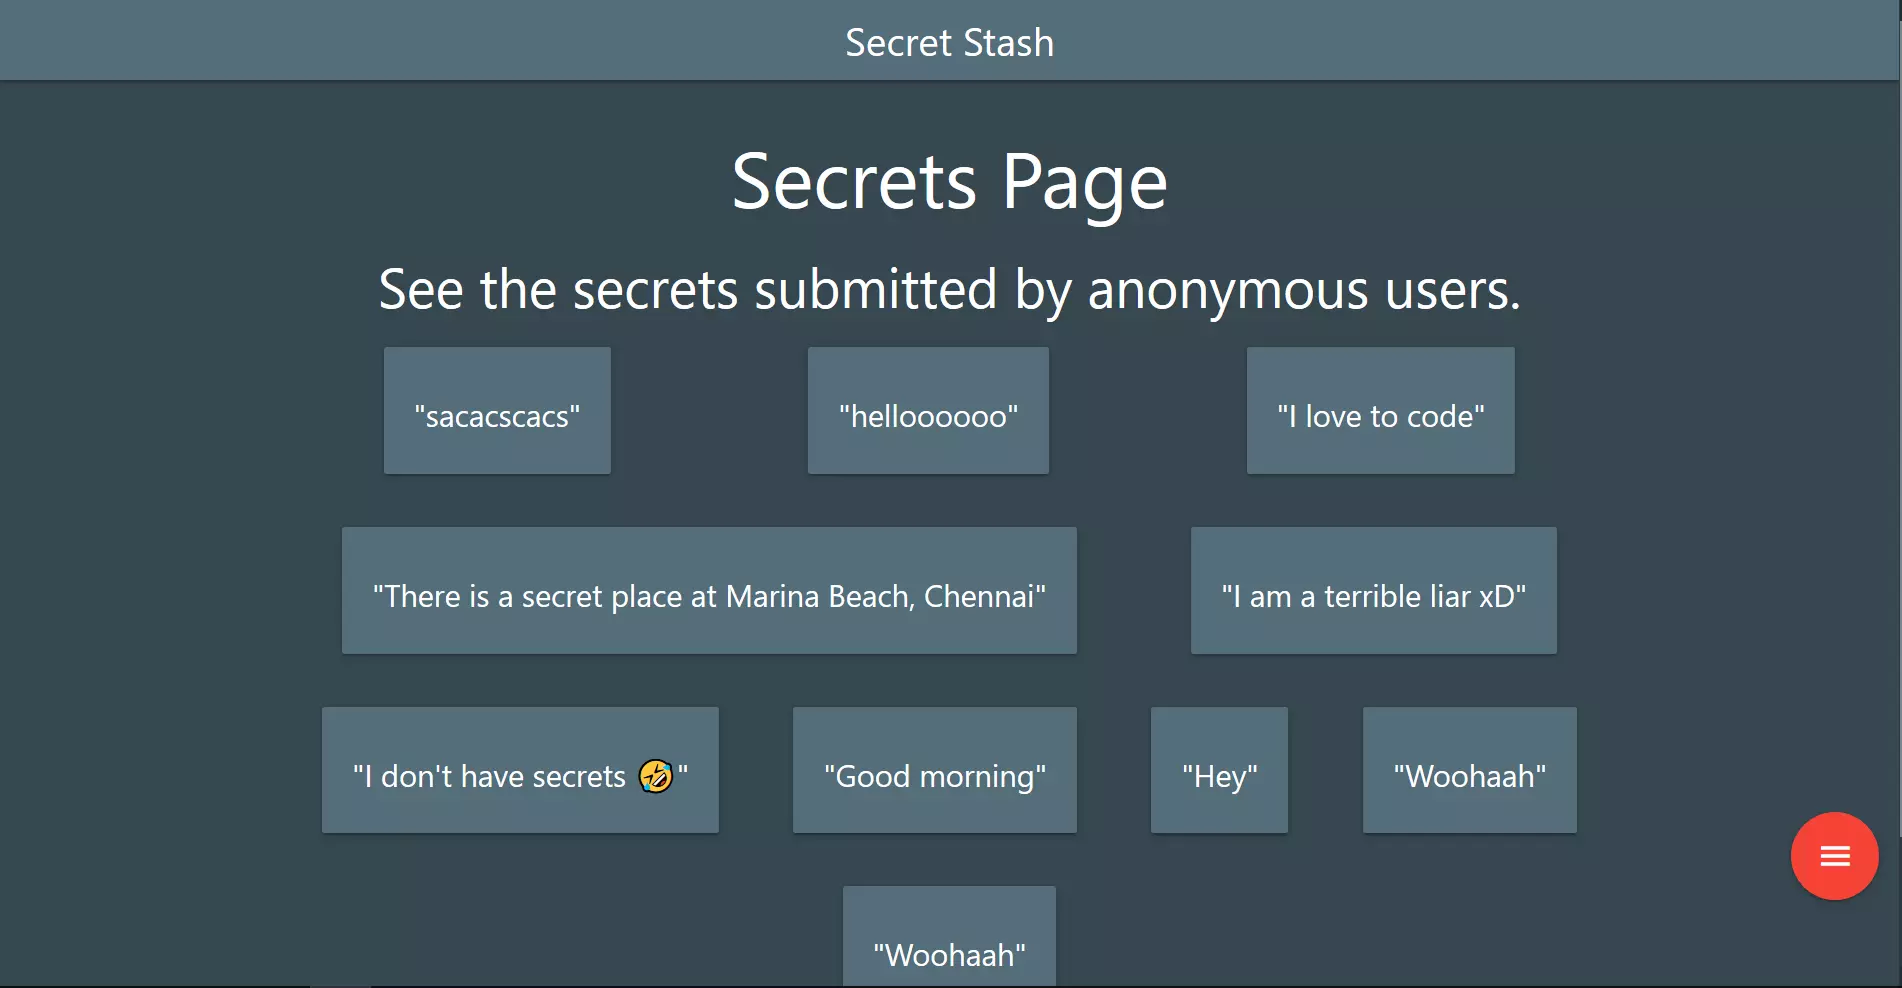 Secret Stash
Secrets Page
See the secrets submitted by anonymous users.
"sacacscacs"
"helloooooo"
"I love to code"
"There is a secret place at Marina Beach, Chennai"
"I am a terrible liar xD"
"I don't have secrets 🤣"
"Good morning"
"Hey"
"Woohaah"
"Woohaah"